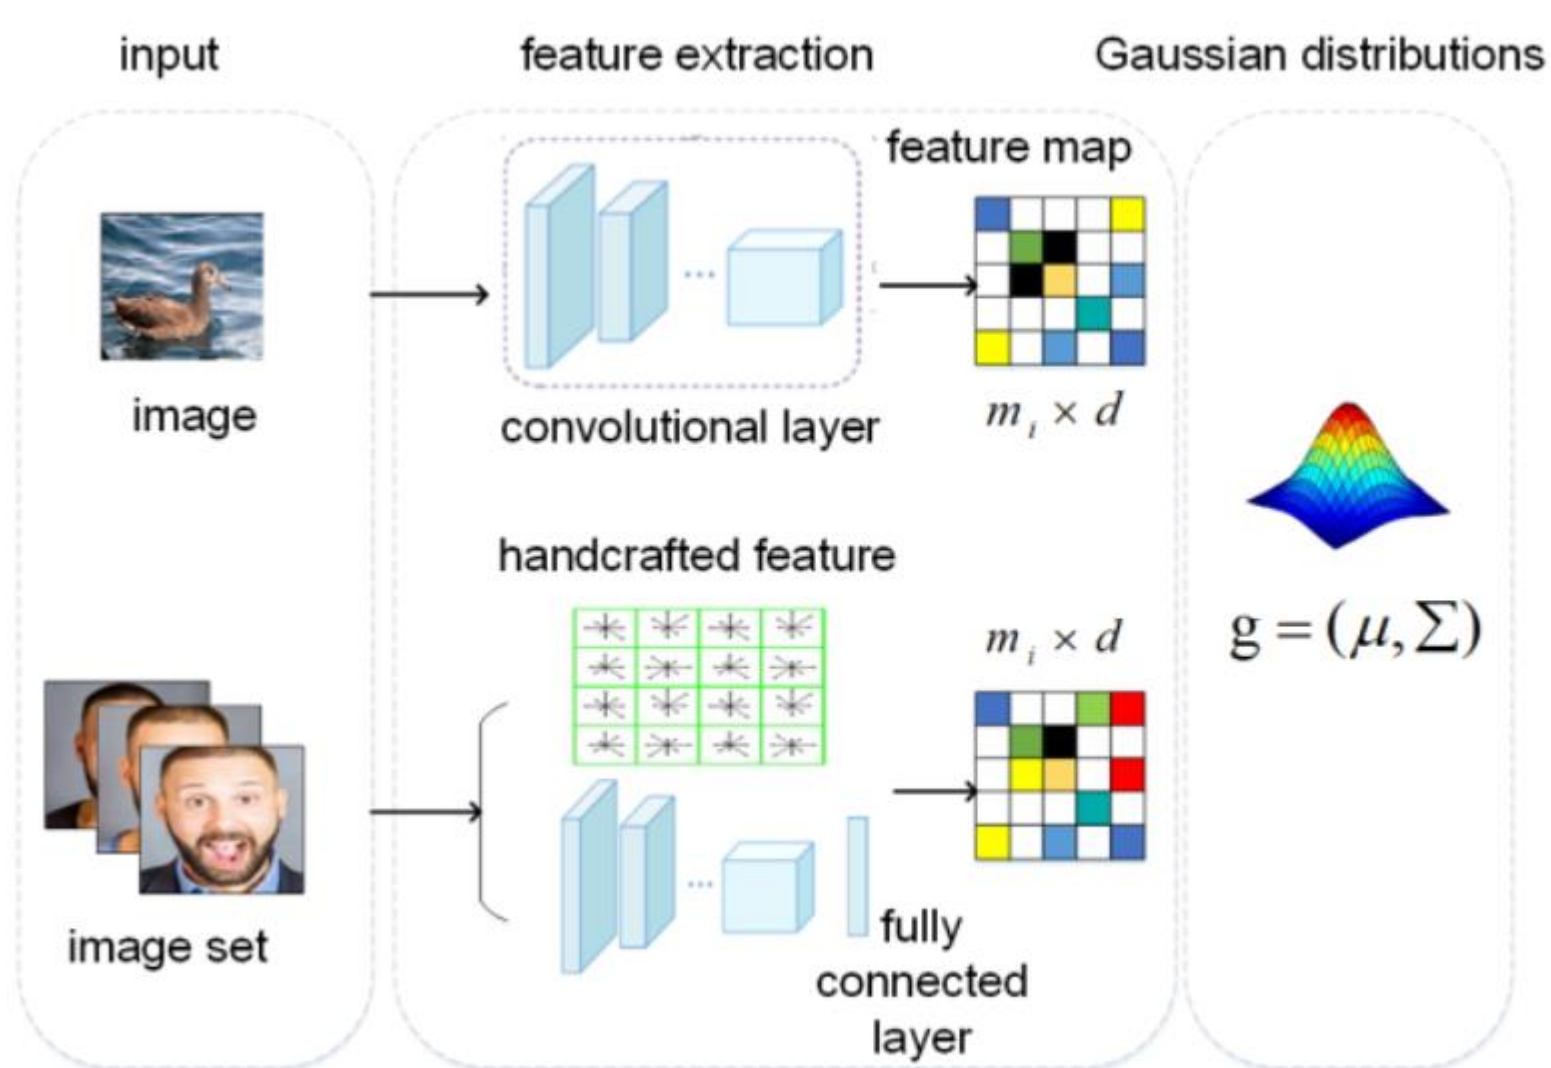 input
feature extraction
Gaussian distributions
feature map
image
convolutional layer
m_i × d
handcrafted feature
m_i × d
g = (μ, Σ)
image set
fully
connected
layer